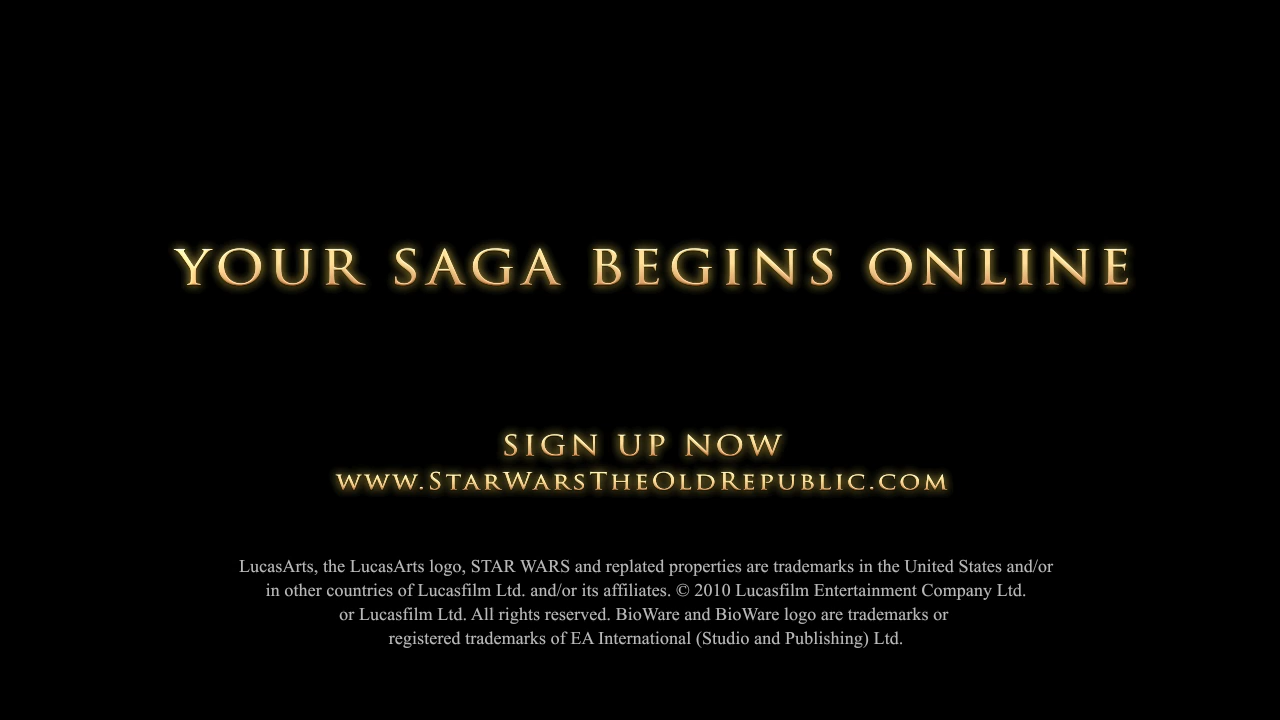 YOUR SAGA BEGINS ONLINE
SIGN UP NOW
WWW.STARWARSTHEOLDREPUBLIC.COM
LucasArts, the LucasArts logo, STAR WARS and replated properties are trademarks in the United States and/or
in other countries of Lucasfilm Ltd. and/or its affiliates. © 2010 Lucasfilm Entertainment Company Ltd.
or Lucasfilm Ltd. All rights reserved. BioWare and BioWare logo are trademarks or
registered trademarks of EA International (Studio and Publishing) Ltd.